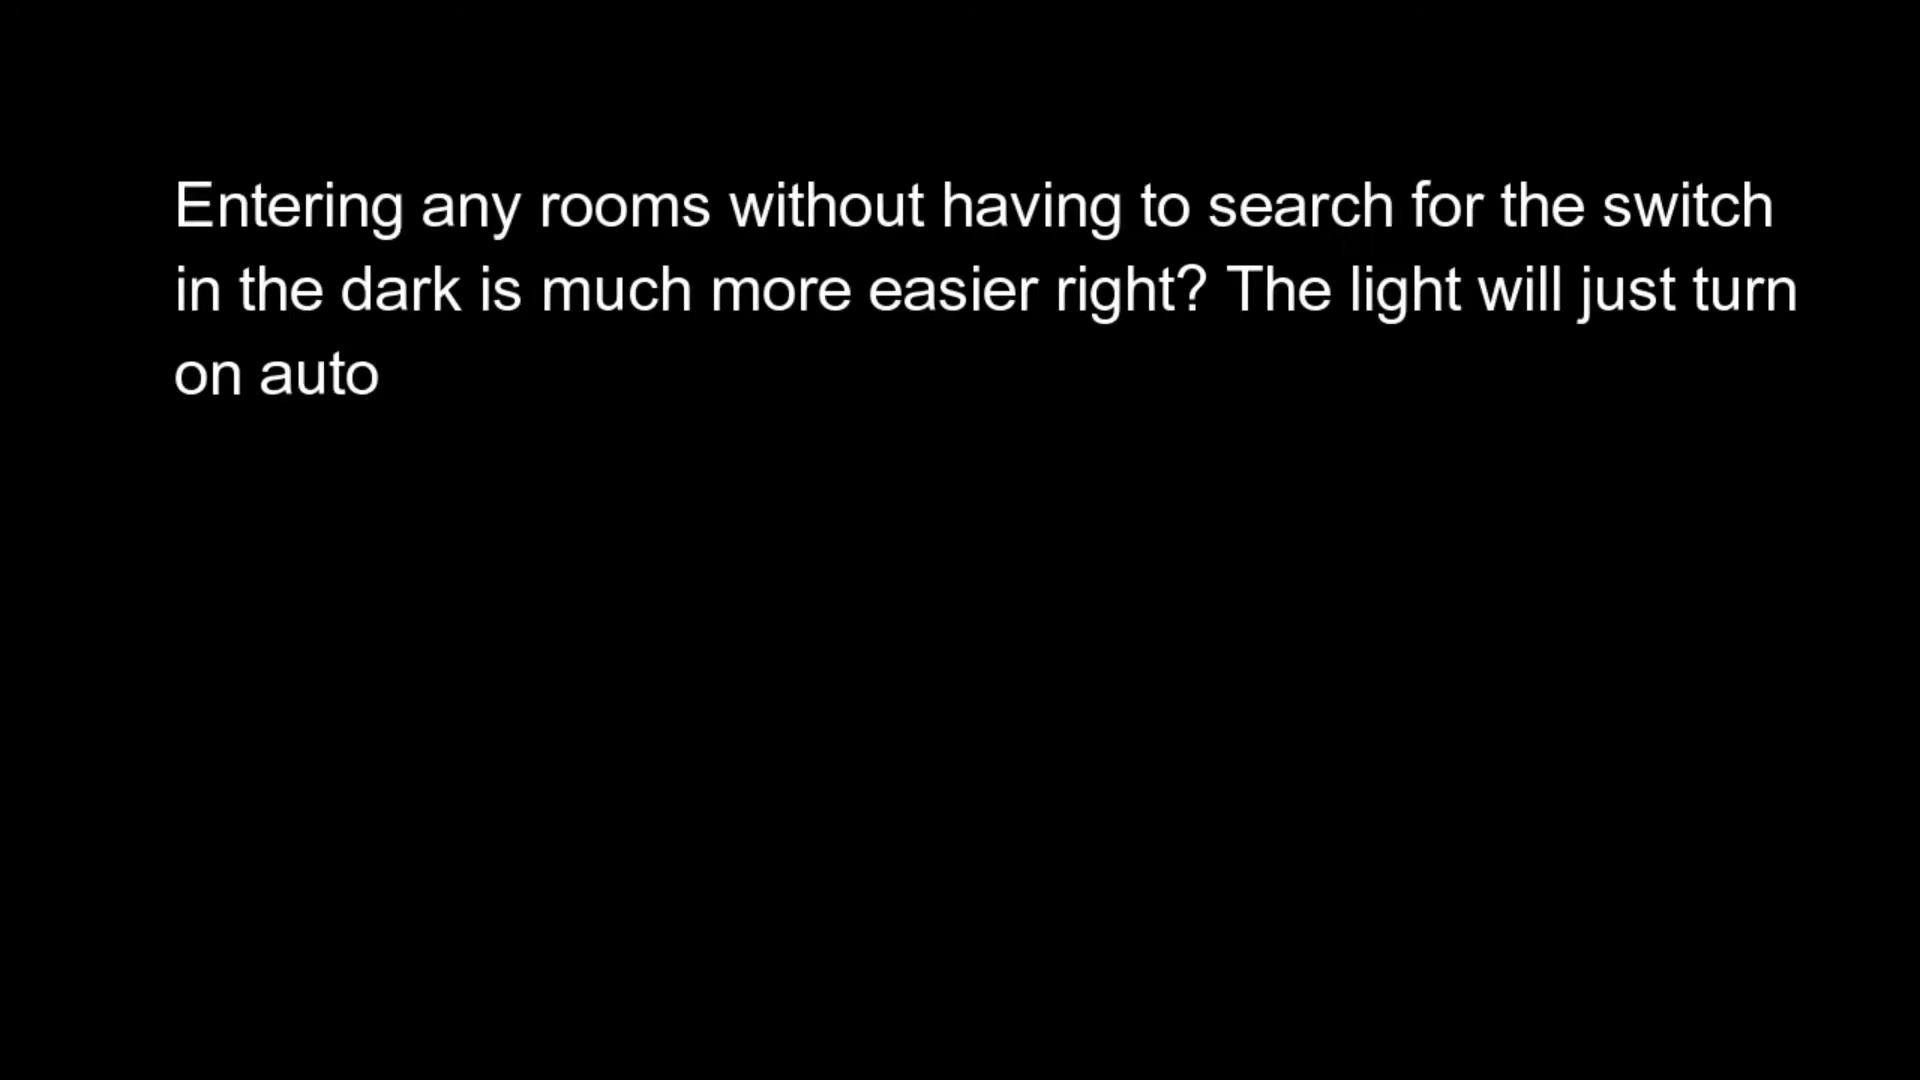 Entering any rooms without having to search for the switch
in the dark is much more easier right? The light will just turn
on auto